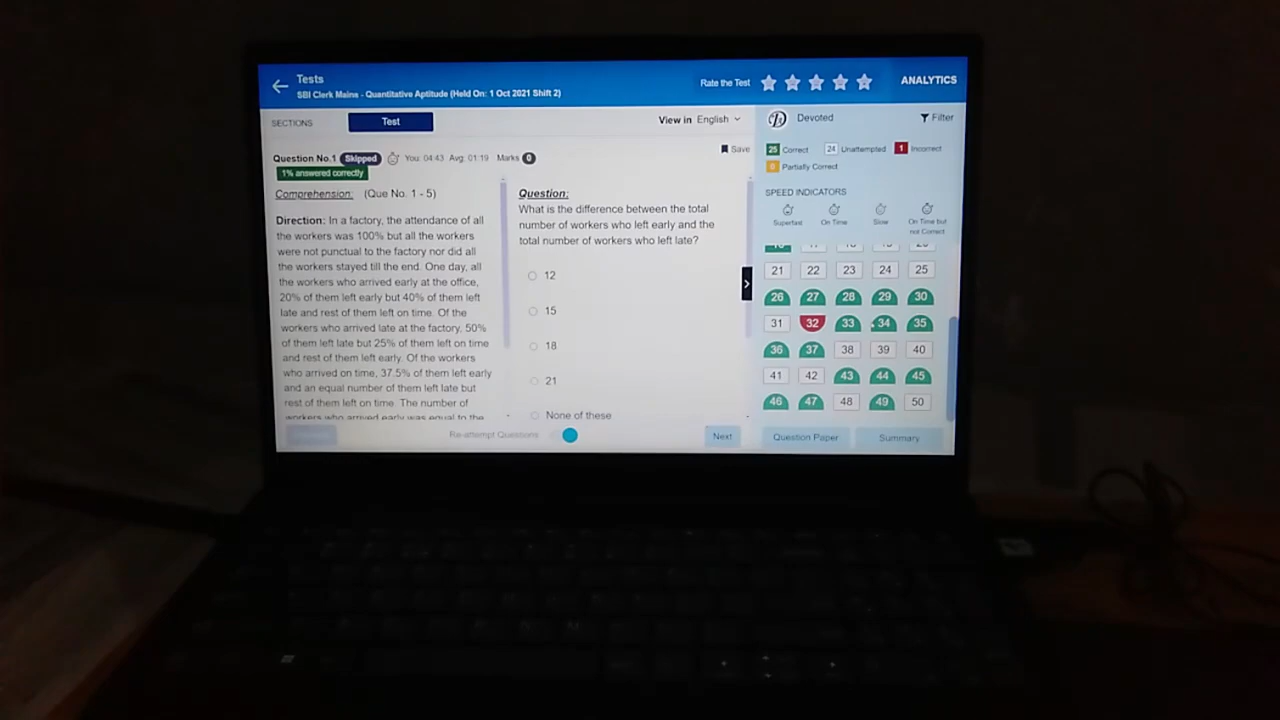 Tests
SBI Clerk Mains - Quantitative Aptitude (Held On: 1 Oct 2021 Shift 2)
Rate the Test
ANALYTICS
SECTIONS
Test
View in English
Question No.1 Skipped You: 04:43 Avg: 01:19 Marks 0
Save
1% answered correctly
Comprehension: (Que No. 1 - 5)
Direction: In a factory, the attendance of all
the workers was 100% but all the workers
were not punctual to the factory nor did all
the workers stayed till the end. One day, all
the workers who arrived early at the office,
20% of them left early but 40% of them left
late and rest of them left on time. Of the
workers who arrived late at the factory, 50%
of them left late but 25% of them left on time
and rest of them left early. Of the workers
who arrived on time, 37.5% of them left early
and an equal number of them left late but
rest of them left on time. The number of
workers who arrived early was equal to the
Question:
What is the difference between the total
number of workers who left early and the
total number of workers who left late?
12
15
18
21
None of these
Re-attempt Questions
Next
Devoted
Filter
25 Correct 24 Unattempted 1 Incorrect
0 Partially Correct
SPEED INDICATORS
Superfast On Time Slow On Time but
not Correct
21 22 23 24 25
26 27 28 29 30
31 32 33 34 35
36 37 38 39 40
41 42 43 44 45
46 47 48 49 50
Question Paper Summary